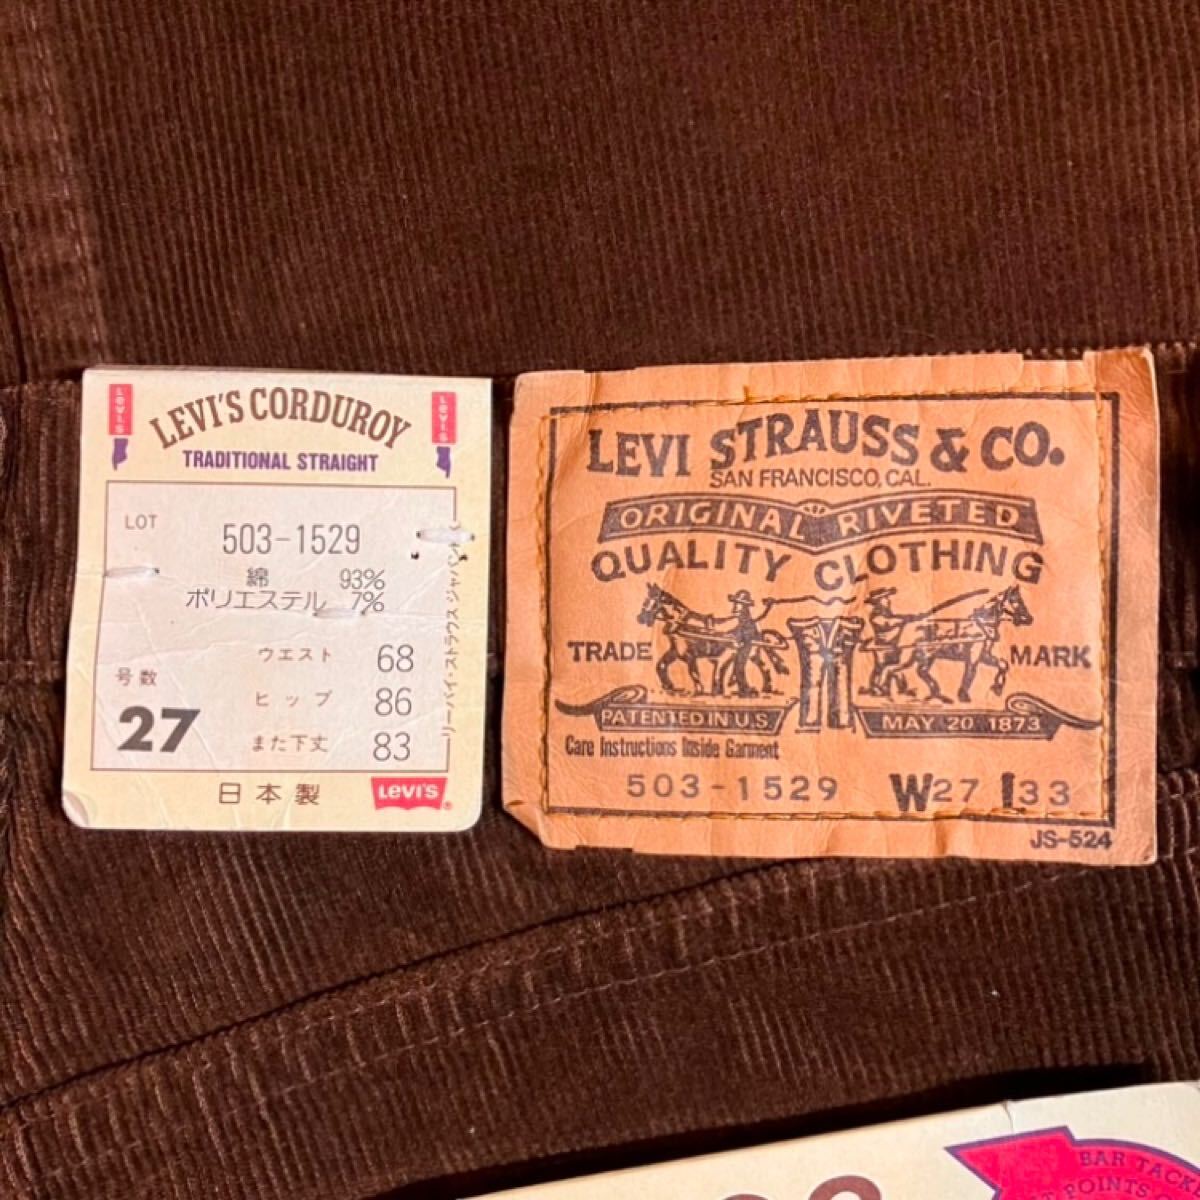 Levi's
Levi's
LEVI'S CORDUROY
TRADITIONAL STRAIGHT
LOT
503-1529
綿 93%
ポリエステル 7%
号数
27
ウエスト 68
ヒップ 86
また下丈 83
リーバイ・ストラウス ジャパン
日本製
Levi's ®
LEVI STRAUSS & CO.
SAN FRANCISCO, CAL.
ORIGINAL RIVETED
QUALITY CLOTHING
TRADE MARK
PATENTED IN U.S. MAY 20 1873
Care Instructions Inside Garment
503-1529 W27 L33
JS-524
BAR TACK
POINTS